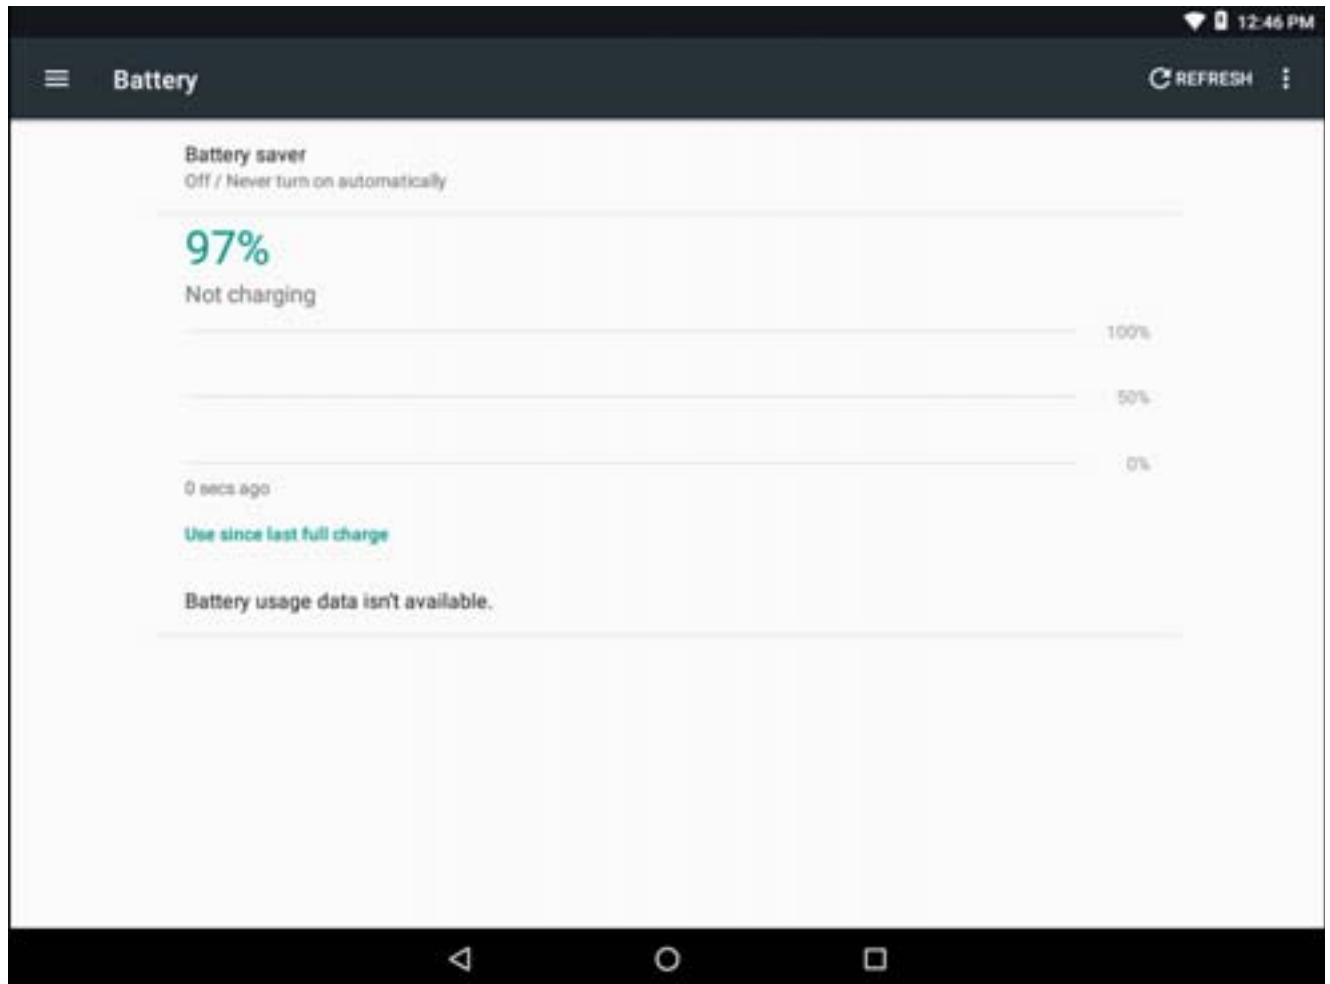 12:46 PM
Battery
REFRESH
Battery saver
Off / Never turn on automatically
97%
Not charging
100%
50%
0%
0 secs ago
Use since last full charge
Battery usage data isn't available.